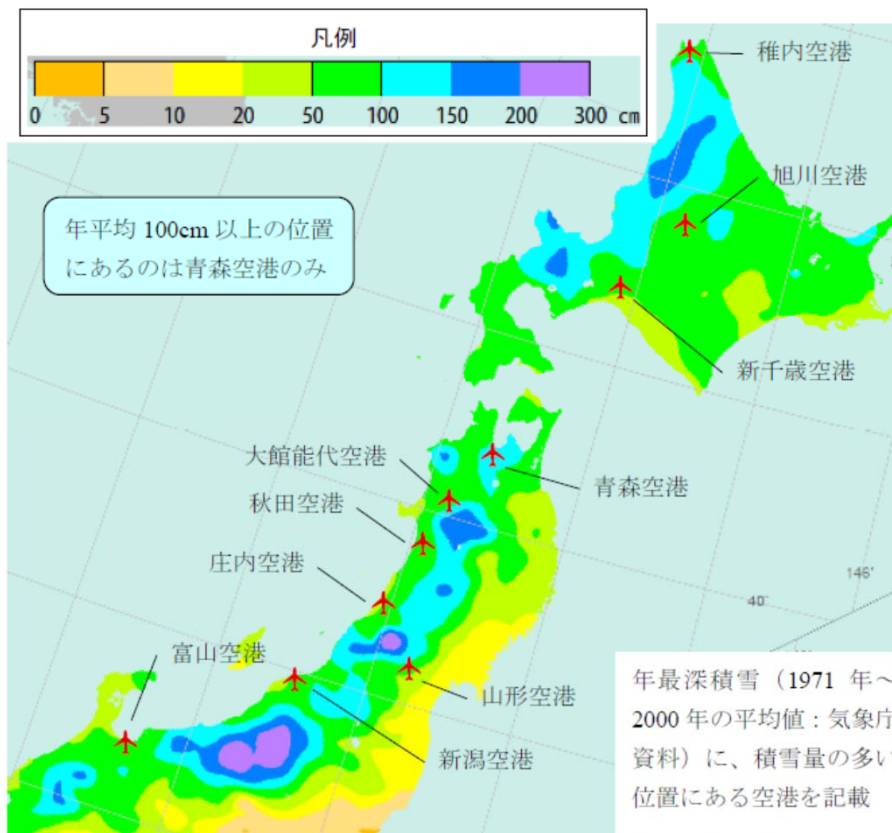 凡例
0 5 10 20 50 100 150 200 300 cm
稚内空港
旭川空港
年平均 100cm 以上の位置
にあるのは青森空港のみ
新千歳空港
大館能代空港
青森空港
秋田空港
庄内空港
146°
40°
富山空港
山形空港
新潟空港
年最深積雪（1971 年～
2000 年の平均値：気象庁
資料）に、積雪量の多い
位置にある空港を記載